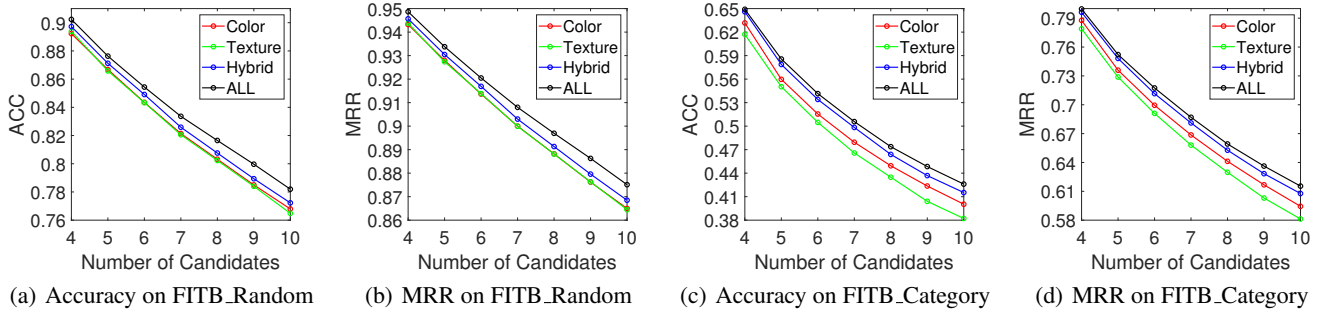 0.9
0.88
0.86
0.84
0.82
0.8
0.78
0.76
ACC
Color
Texture
Hybrid
ALL
4 5 6 7 8 9 10
Number of Candidates
(a) Accuracy on FITB_Random
0.95
0.94
0.93
0.92
0.91
0.9
0.89
0.88
0.87
0.86
MRR
Color
Texture
Hybrid
ALL
4 5 6 7 8 9 10
Number of Candidates
(b) MRR on FITB_Random
0.65
0.62
0.59
0.56
0.53
0.5
0.47
0.44
0.41
0.38
ACC
Color
Texture
Hybrid
ALL
4 5 6 7 8 9 10
Number of Candidates
(c) Accuracy on FITB_Category
0.79
0.76
0.73
0.7
0.67
0.64
0.61
0.58
MRR
Color
Texture
Hybrid
ALL
4 5 6 7 8 9 10
Number of Candidates
(d) MRR on FITB_Category